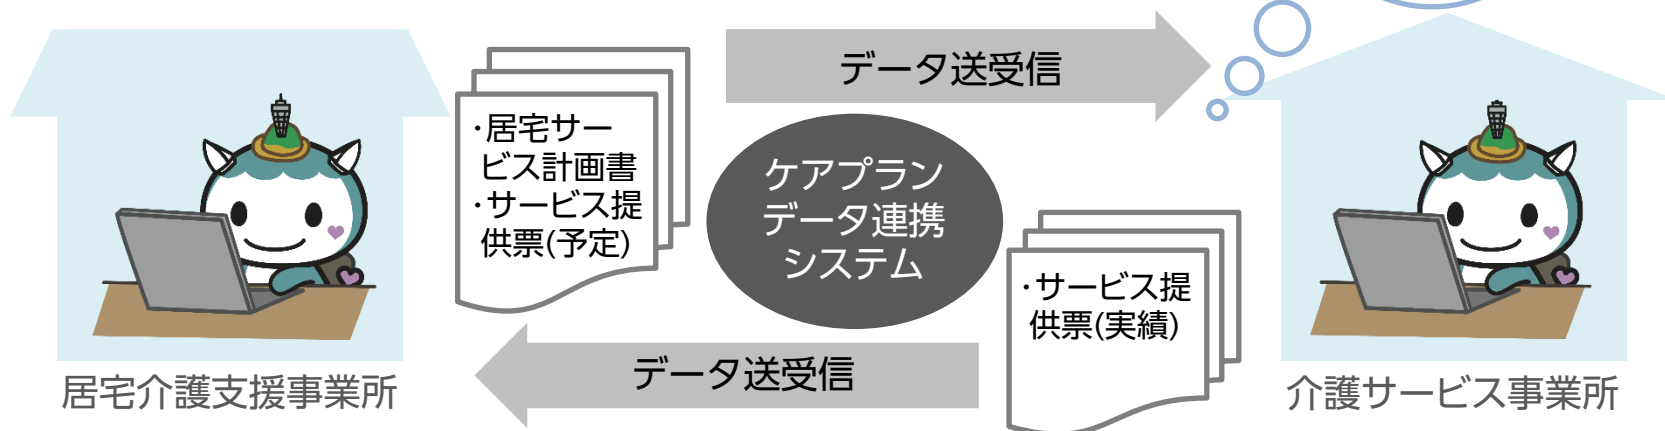 データ送受信
・居宅サー
ビス計画書
・サービス提
供票(予定)
ケアプラン
データ連携
システム
・サービス提
供票(実績)
データ送受信
居宅介護支援事業所
介護サービス事業所